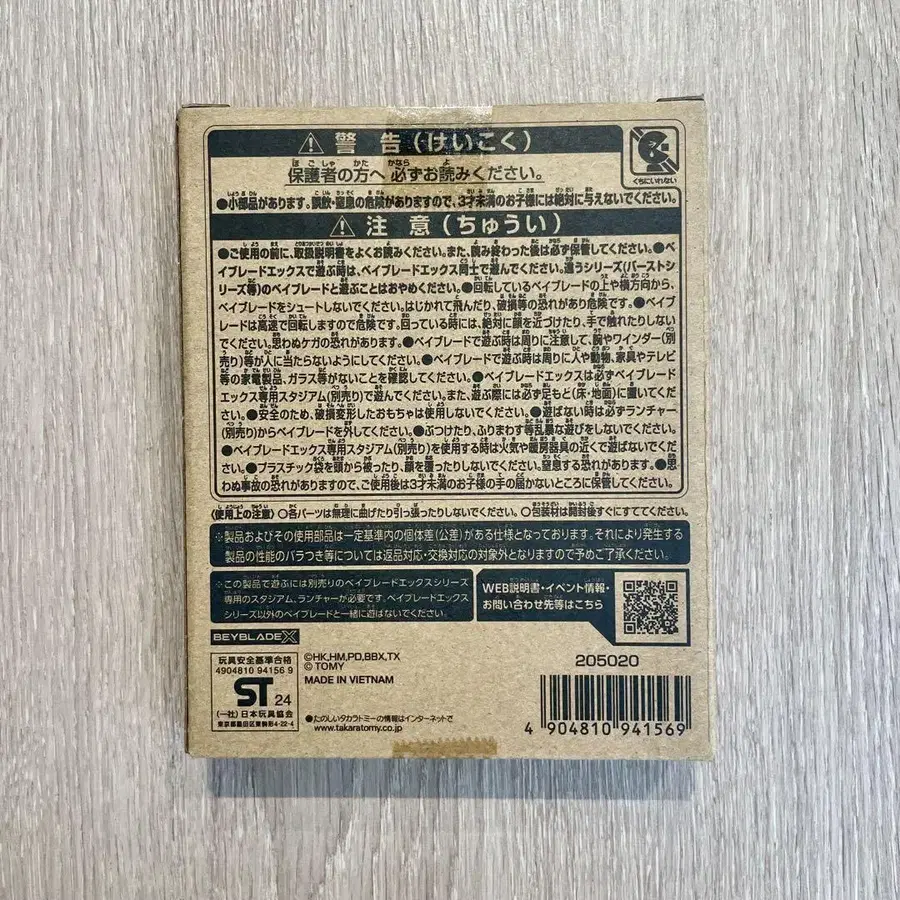 警告(けいこく)
くちにいれない
保護者の方へ 必ずお読みください。
●小部品があります。誤飲・窒息の危険がありますので、3才未満のお子様には絶対に与えないでください。
注意(ちゅうい)
●ご使用の前に、取扱説明書をよくお読みください。また、読み終わった後は必ず保管してください。●ベイブレードエックスで遊ぶ時は、ベイブレードエックス同士で遊んでください。違うシリーズ(バーストシリーズ等)のベイブレードと遊ぶことはおやめください。●回転しているベイブレードの上や横方向から、
ベイブレードをシュートしないでください。はじかれて飛んだり、破損等の恐れがあり危険です。●ベイブレードは高速で回転しますので危険です。回っている時には、絶対に顔を近づけたり、手で触れたりしないでください。思わぬケガの恐れがあります。●ベイブレードで遊ぶ時は周りに注意して、腕やワインダー(別売り)等が人に当たらないようにしてください。●ベイブレードで遊ぶ時は周りに人や動物、家具やテレビ
等の家電製品、ガラス等がないことを確認してください。●ベイブレードエックスは必ずベイブレードエックス専用スタジアム(別売り)で遊んでください。また、遊ぶ際には必ず足もと(床・地面)に置いてください。●安全のため、破損変形したおもちゃは使用しないでください。●遊ばない時は必ずランチャー
(別売り)からベイブレードを外してください。●ぶつけたり、ふりまわす等乱暴な遊びをしないでください。
●ベイブレードエックス専用スタジアム(別売り)を使用する時は火気や暖房器具の近くで遊ばないでください。●プラスチック袋を頭から被ったり、顔を覆ったりしないでください。窒息する恐れがあります。●思わぬ事故の恐れがありますので、ご使用後は3才未満のお子様の手の届かないところに保管してください。
〈使用上の注意〉○各パーツは無理に曲げたり引っ張ったりしないでください。○包装材は開封後すぐにすててください。
※製品およびその使用部品は一定基準内の個体差(公差)がある仕様となっております。それにより発生する
製品の性能のバラつき等については返品対応・交換対応の対象外となりますので予めご了承ください。
※この製品で遊ぶには別売りのベイブレードエックスシリーズ
専用のスタジアム、ランチャーが必要です。ベイブレードエックス
シリーズ以外のベイブレードと一緒に遊ばないでください。
WEB説明書・イベント情報・
お問い合わせ先等はこちら
BEYBLADE X
玩具安全基準合格
4904810 94156 9
ST 24
(一社)日本玩具協会
東京都墨田区東駒形4-22-4
©HK,HM,PD,BBX,TX
© TOMY
MADE IN VIETNAM
●たのしいタカラトミーの情報はインターネットで
www.takaratomy.co.jp
205020
4 904810 941569